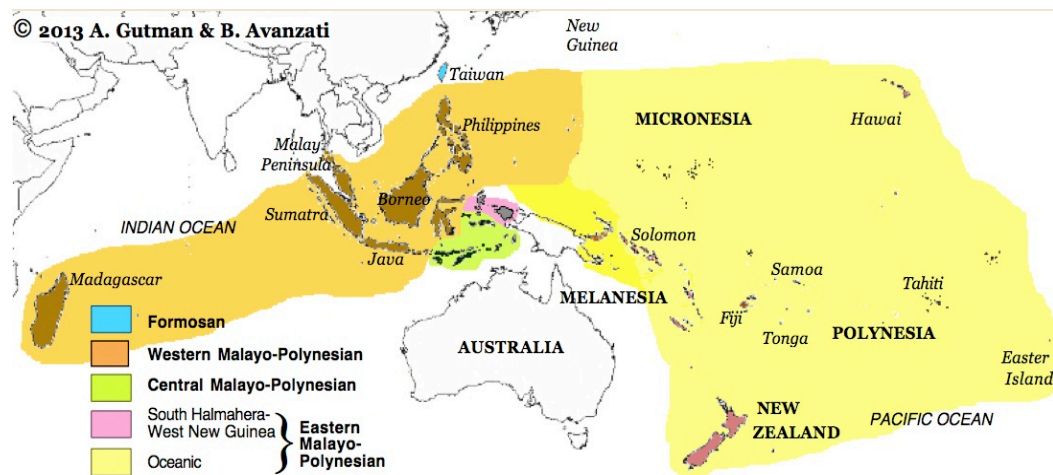 © 2013 A. Gutman & B. Avanzati
New
Guinea
Taiwan
Philippines
MICRONESIA
Hawai
Malay
Peninsula
Borneo
Sumatra
INDIAN OCEAN
Java
Solomon
Madagascar
MELANESIA
Samoa
Tahiti
Fiji
Tonga
POLYNESIA
AUSTRALIA
Easter
Island
NEW
ZEALAND
PACIFIC OCEAN
Formosan
Western Malayo-Polynesian
Central Malayo-Polynesian
South Halmahera-
West New Guinea
Oceanic
Eastern
Malayo-
Polynesian